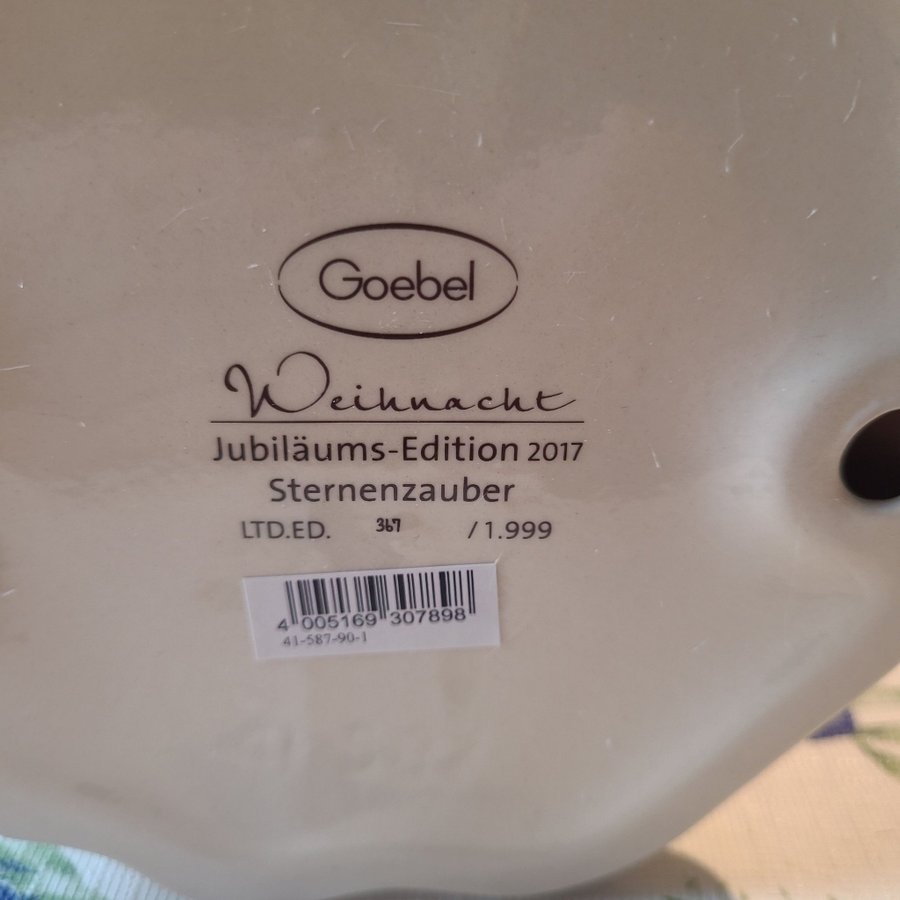 Goebel
Weihnacht
Jubiläums-Edition 2017
Sternenzauber
LTD.ED. 367 / 1.999
4 005169 307898
41-587-90-1